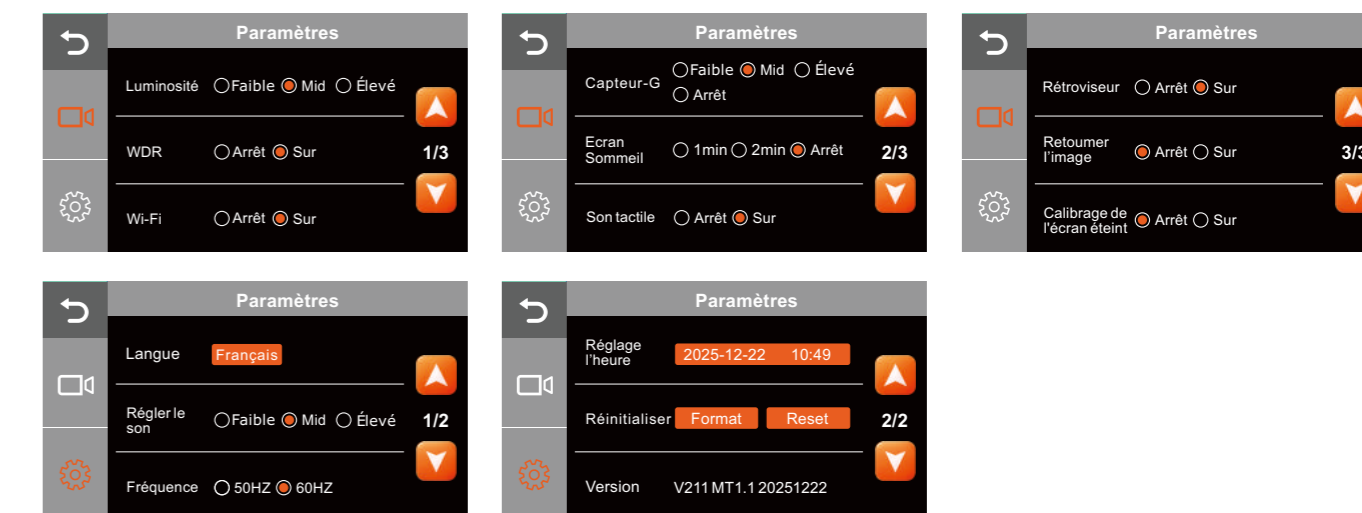 Paramètres
Luminosité Faible Mid Élevé
WDR Arrêt Sur
1/3
Wi-Fi Arrêt Sur
Paramètres
Capteur-G Faible Mid Élevé
Arrêt
Ecran
Sommeil 1min 2min Arrêt
2/3
Son tactile Arrêt Sur
Paramètres
Rétroviseur Arrêt Sur
Retoumer
l'image Arrêt Sur
3/3
Calibrage de
l'écran éteint Arrêt Sur
Paramètres
Langue Français
Régler le
son Faible Mid Élevé
1/2
Fréquence 50HZ 60HZ
Paramètres
Réglage
l'heure 2025-12-22 10:49
Réinitialiser Format Reset
2/2
Version V211 MT1.1 20251222